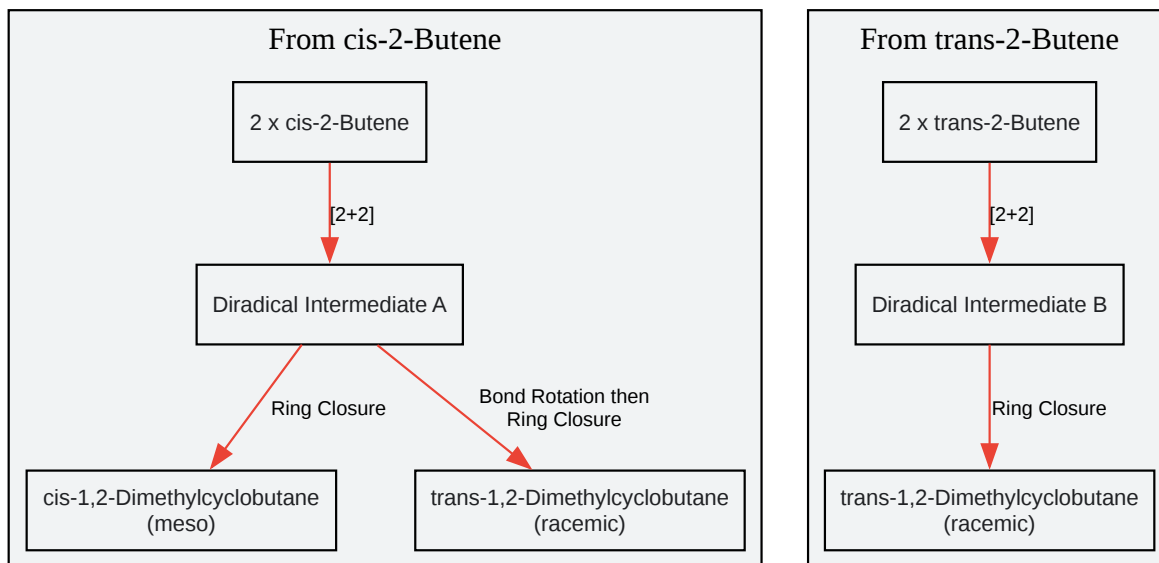 From cis-2-Butene
2 x cis-2-Butene
[2+2]
Diradical Intermediate A
Ring Closure
Bond Rotation then
Ring Closure
cis-1,2-Dimethylcyclobutane
(meso)
trans-1,2-Dimethylcyclobutane
(racemic)
From trans-2-Butene
2 x trans-2-Butene
[2+2]
Diradical Intermediate B
Ring Closure
trans-1,2-Dimethylcyclobutane
(racemic)